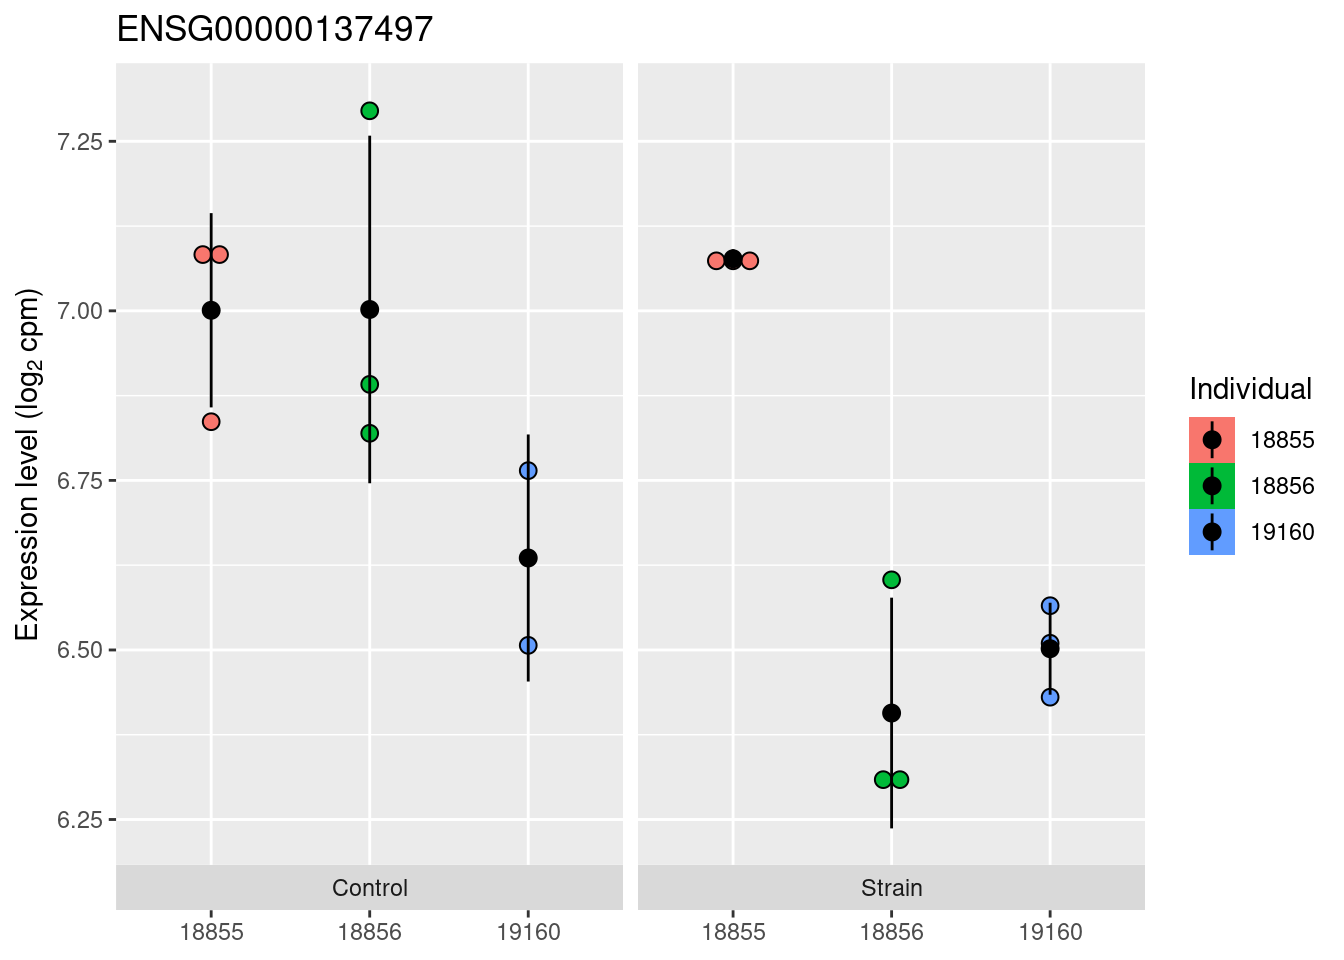 ENSG00000137497
Expression level (log₂ cpm)
7.25
7.00
6.75
6.50
6.25
Control
Strain
18855
18856
19160
18855
18856
19160
Individual
18855
18856
19160